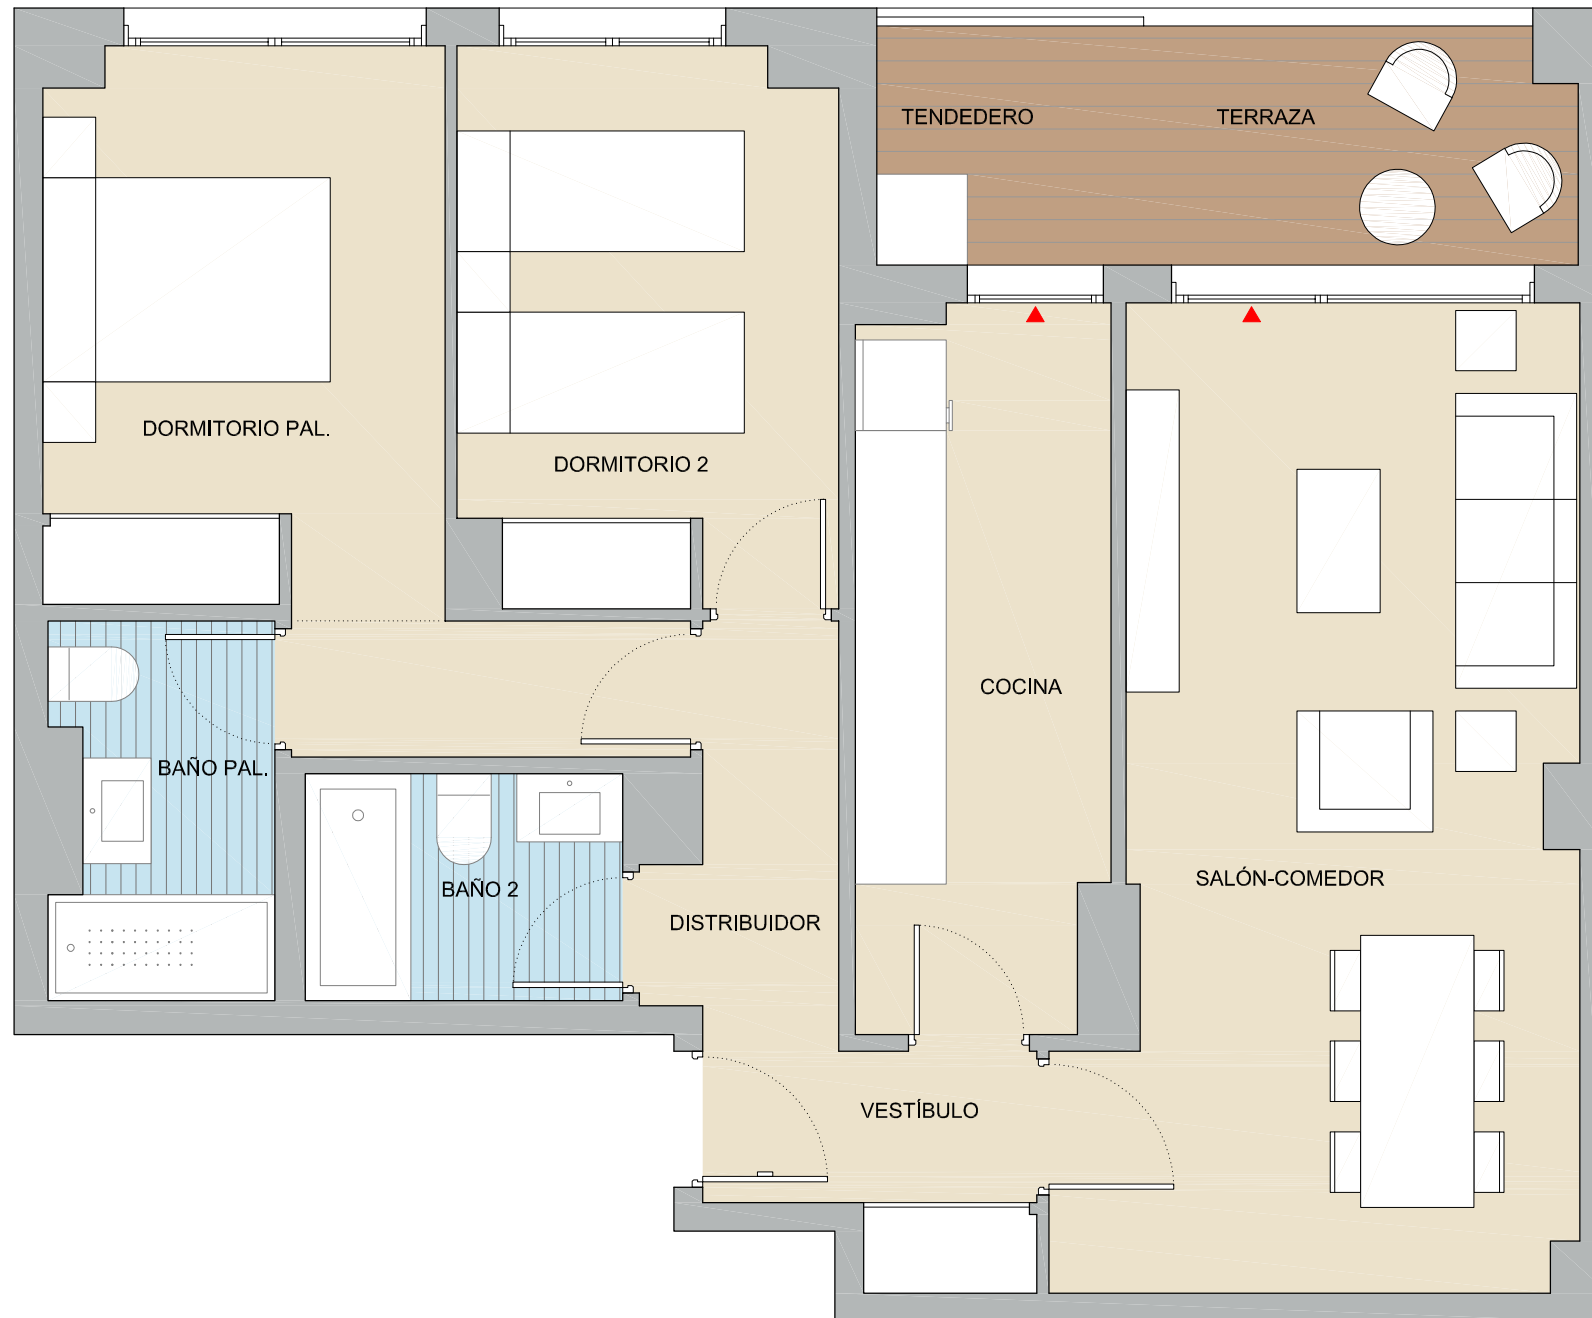 TENDEDERO
TERRAZA
DORMITORIO PAL.
DORMITORIO 2
COCINA
BAÑO PAL.
BAÑO 2
SALÓN-COMEDOR
DISTRIBUIDOR
VESTÍBULO